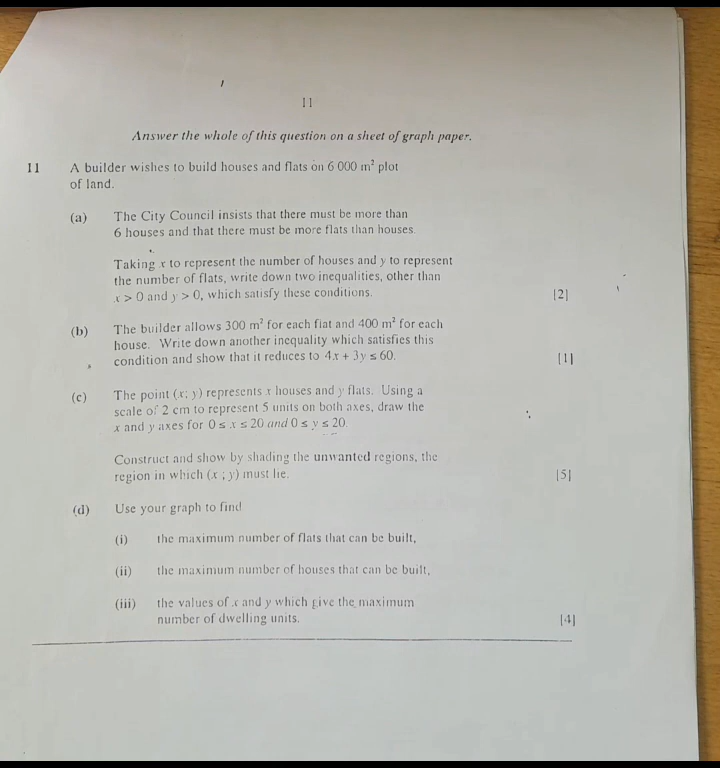 11
Answer the whole of this question on a sheet of graph paper.
11 A builder wishes to build houses and flats on 6 000 m² plot
of land.
(a) The City Council insists that there must be more than
6 houses and that there must be more flats than houses.
Taking x to represent the number of houses and y to represent
the number of flats, write down two inequalities, other than
x > 0 and y > 0, which satisfy these conditions. [2]
(b) The builder allows 300 m² for each flat and 400 m² for each
house. Write down another inequality which satisfies this
condition and show that it reduces to 4x + 3y ≤ 60. [1]
(c) The point (x; y) represents x houses and y flats. Using a
scale of 2 cm to represent 5 units on both axes, draw the
x and y axes for 0 ≤ x ≤ 20 and 0 ≤ y ≤ 20.
Construct and show by shading the unwanted regions, the
region in which (x ; y) must lie. [5]
(d) Use your graph to find
(i) the maximum number of flats that can be built,
(ii) the maximum number of houses that can be built,
(iii) the values of x and y which give the maximum
number of dwelling units. [4]